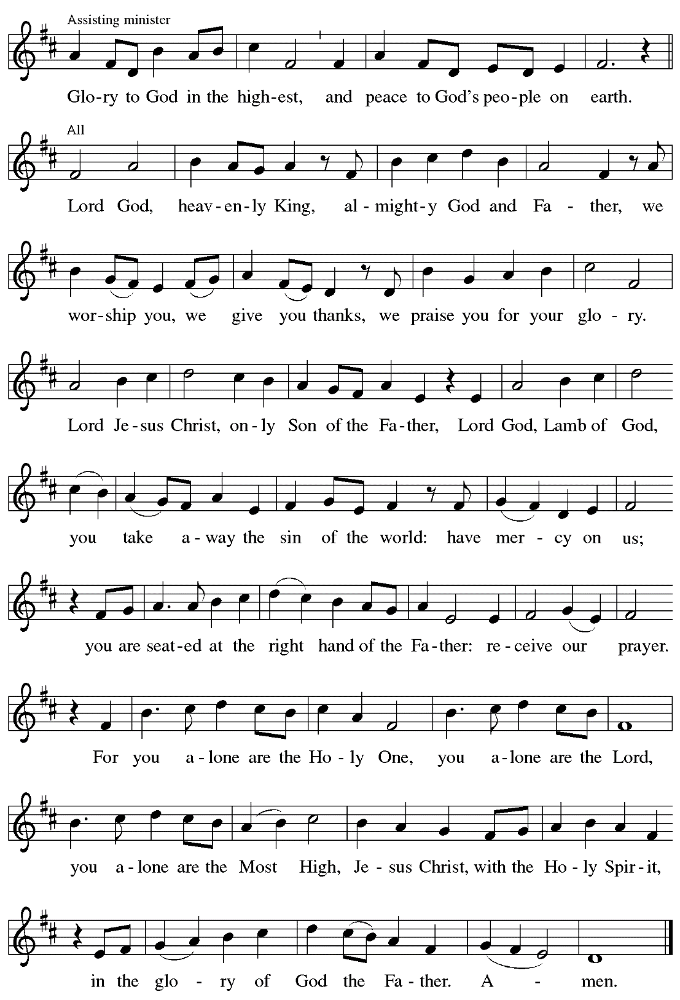 Assisting minister
Glo-ry to God in the high-est, and peace to God's peo-ple on earth.
All
Lord God, heav-en-ly King, al-might-y God and Fa-ther, we
wor-ship you, we give you thanks, we praise you for your glo-ry.
Lord Je-sus Christ, on-ly Son of the Fa-ther, Lord God, Lamb of God,
you take a-way the sin of the world: have mer-cy on us;
you are seat-ed at the right hand of the Fa-ther: re-ceive our prayer.
For you a-lone are the Ho-ly One, you a-lone are the Lord,
you a-lone are the Most High, Je-sus Christ, with the Ho-ly Spir-it,
in the glo-ry of God the Fa-ther. A-men.